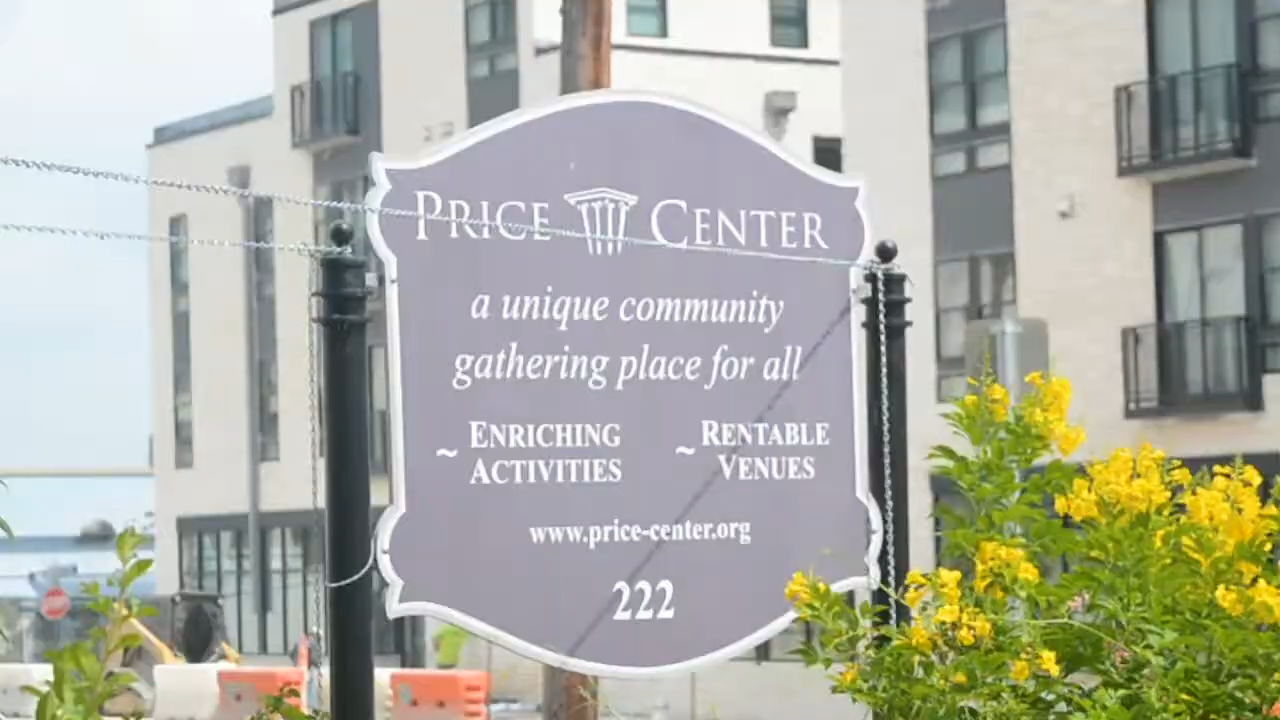 PRICE CENTER
a unique community
gathering place for all
~ ENRICHING ACTIVITIES
~ RENTABLE VENUES
www.price-center.org
222